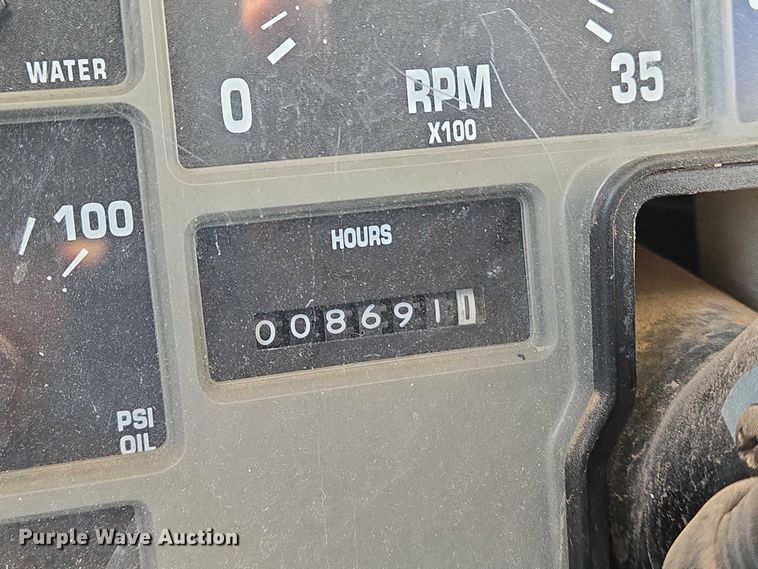 WATER
0
RPM
X100
35
100
HOURS
0086910
PSI
OIL
Purple Wave Auction